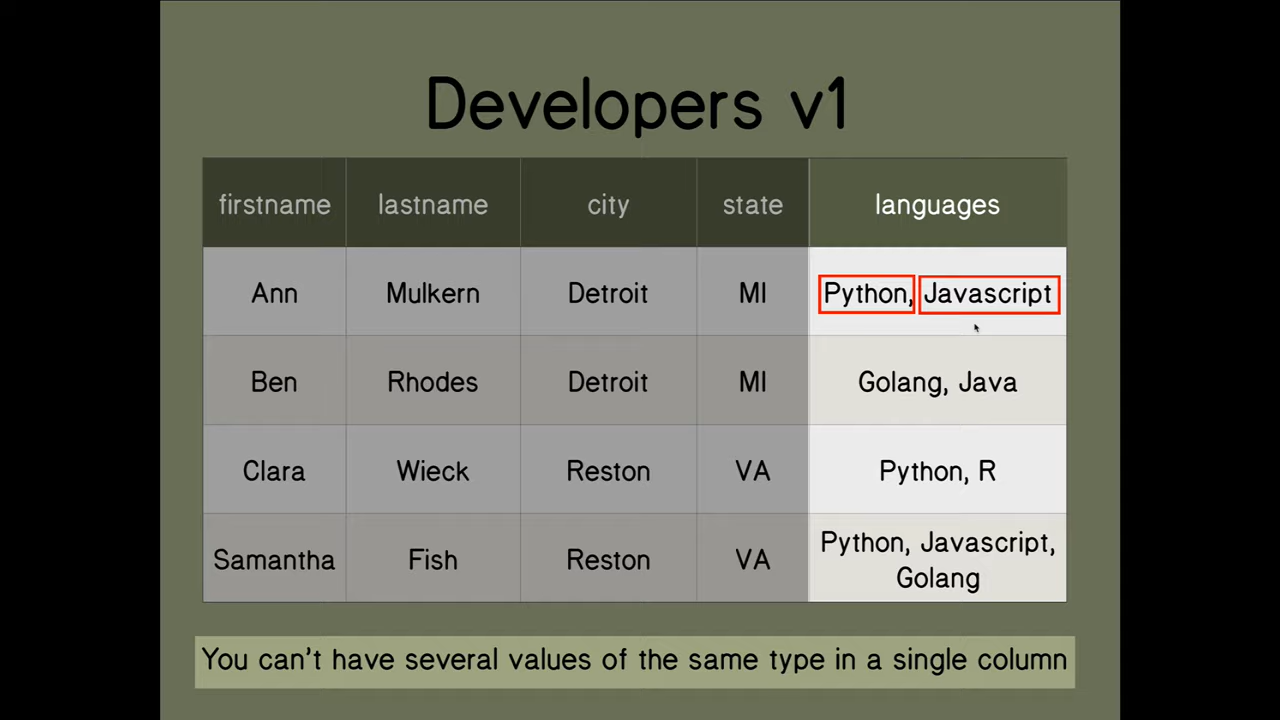 Developers v1
firstname lastname city state languages
Ann Mulkern Detroit MI Python, Javascript
Ben Rhodes Detroit MI Golang, Java
Clara Wieck Reston VA Python, R
Samantha Fish Reston VA Python, Javascript,
Golang
You can't have several values of the same type in a single column